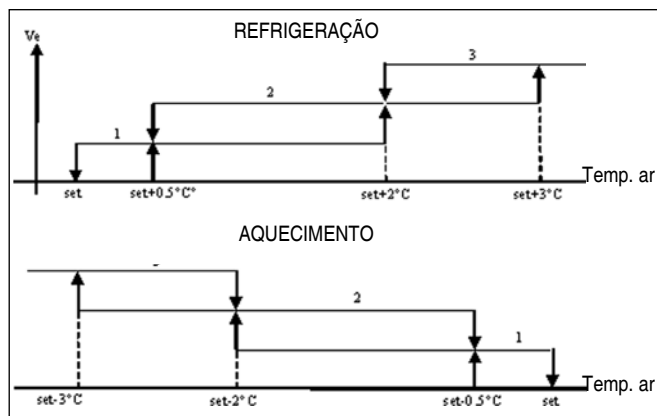 REFRIGERAÇÃO
Ve
3
2
1
Temp. ar
set set+0.5°C° set+2°C set+3°C
AQUECIMENTO
2
1
Temp. ar
set-3°C set-2°C set-0.5°C set